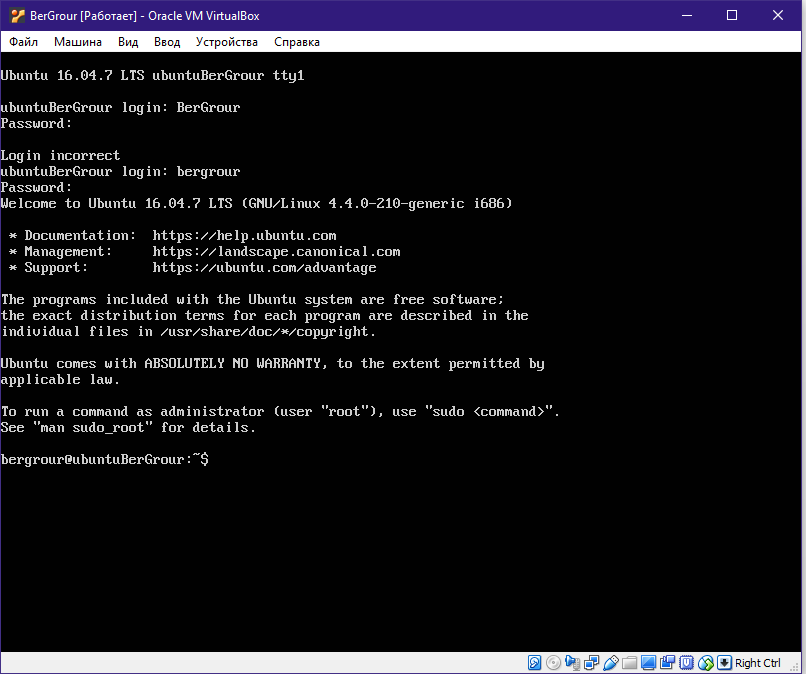 BerGrour [Работает] - Oracle VM VirtualBox
Файл Машина Вид Ввод Устройства Справка
Ubuntu 16.04.7 LTS ubuntuBerGrour tty1
ubuntuBerGrour login: BerGrour
Password:
Login incorrect
ubuntuBerGrour login: bergrour
Password:
Welcome to Ubuntu 16.04.7 LTS (GNU/Linux 4.4.0-210-generic i686)
* Documentation:  https://help.ubuntu.com
* Management:     https://landscape.canonical.com
* Support:        https://ubuntu.com/advantage
The programs included with the Ubuntu system are free software;
the exact distribution terms for each program are described in the
individual files in /usr/share/doc/*/copyright.
Ubuntu comes with ABSOLUTELY NO WARRANTY, to the extent permitted by
applicable law.
To run a command as administrator (user "root"), use "sudo <command>".
See "man sudo_root" for details.
bergrour@ubuntuBerGrour:~$
Right Ctrl